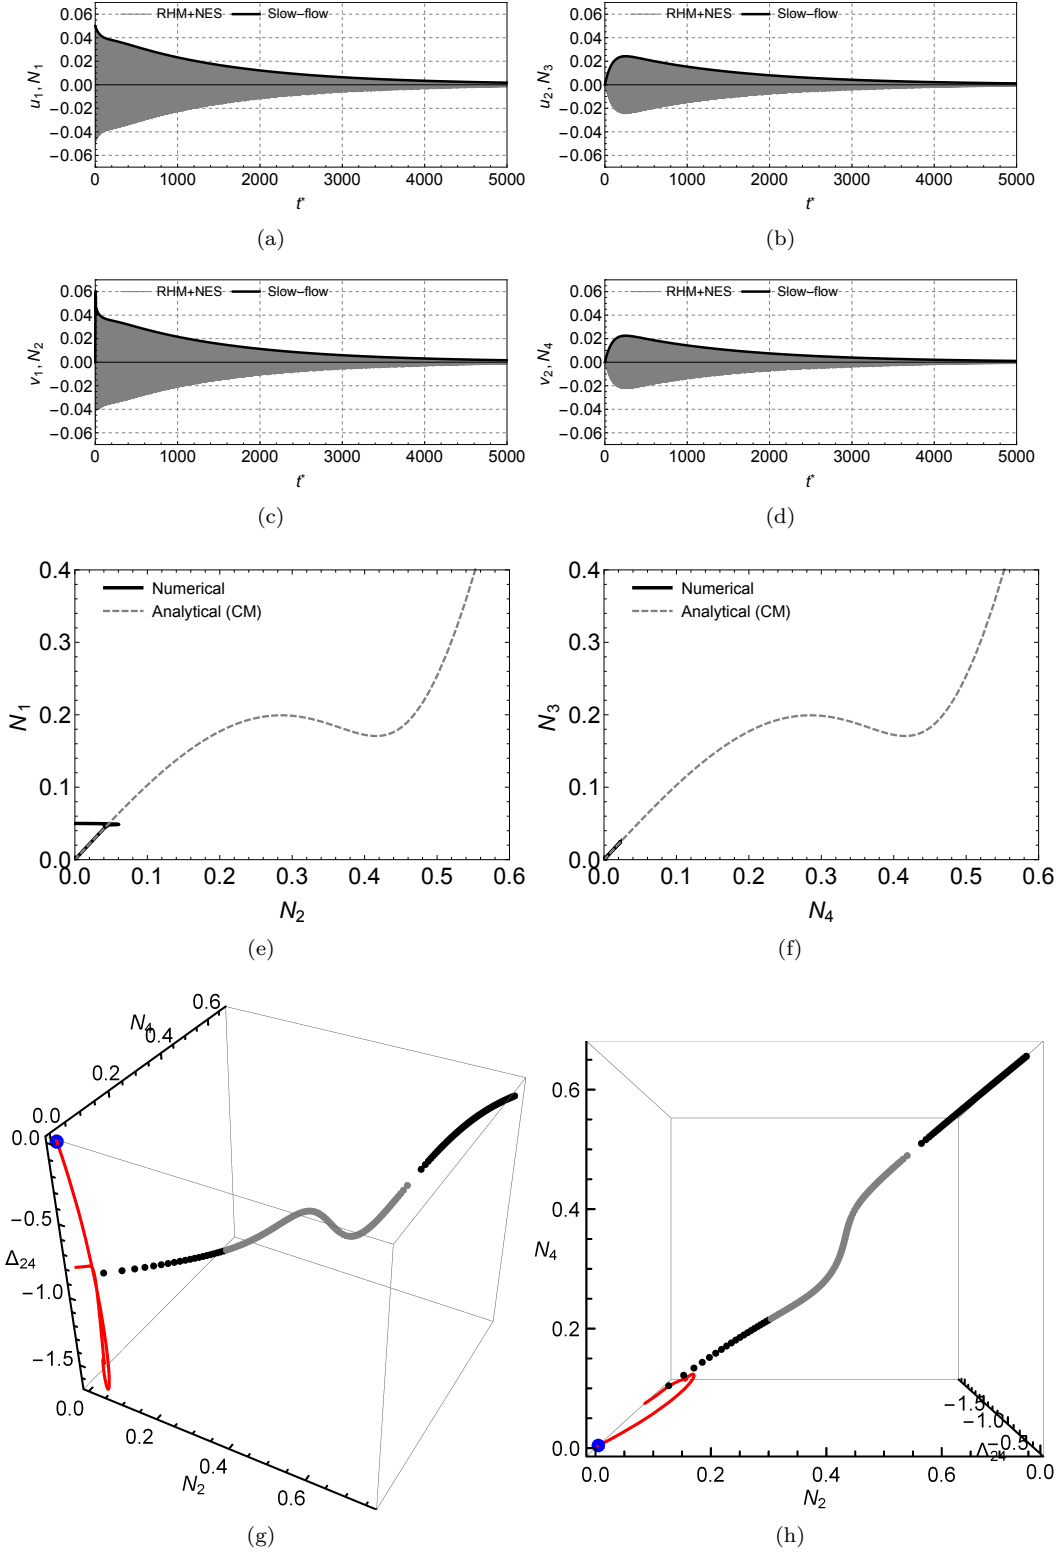 RHM+NES Slow-flow
0.06
0.04
0.02
0.00
-0.02
-0.04
-0.06
u1, N1
0 1000 2000 3000 4000 5000
t*
(a)
RHM+NES Slow-flow
0.06
0.04
0.02
0.00
-0.02
-0.04
-0.06
u2, N3
0 1000 2000 3000 4000 5000
t*
(b)
RHM+NES Slow-flow
0.06
0.04
0.02
0.00
-0.02
-0.04
-0.06
v1, N2
0 1000 2000 3000 4000 5000
t*
(c)
RHM+NES Slow-flow
0.06
0.04
0.02
0.00
-0.02
-0.04
-0.06
v2, N4
0 1000 2000 3000 4000 5000
t*
(d)
Numerical
Analytical (CM)
0.4
0.3
0.2
0.1
0.0
N1
0.0 0.1 0.2 0.3 0.4 0.5 0.6
N2
(e)
Numerical
Analytical (CM)
0.4
0.3
0.2
0.1
0.0
N3
0.0 0.1 0.2 0.3 0.4 0.5 0.6
N4
(f)
0.6
N4
0.4
0.2
0.0
0.0
-0.5
Δ24
-1.0
-1.5
0.0
0.2
0.4
N2
0.6
(g)
0.6
0.4
N4
0.2
0.0
-1.5
-1.0
-0.5
Δ24
0.0 0.2 0.4 0.6 0.0
N2
(h)